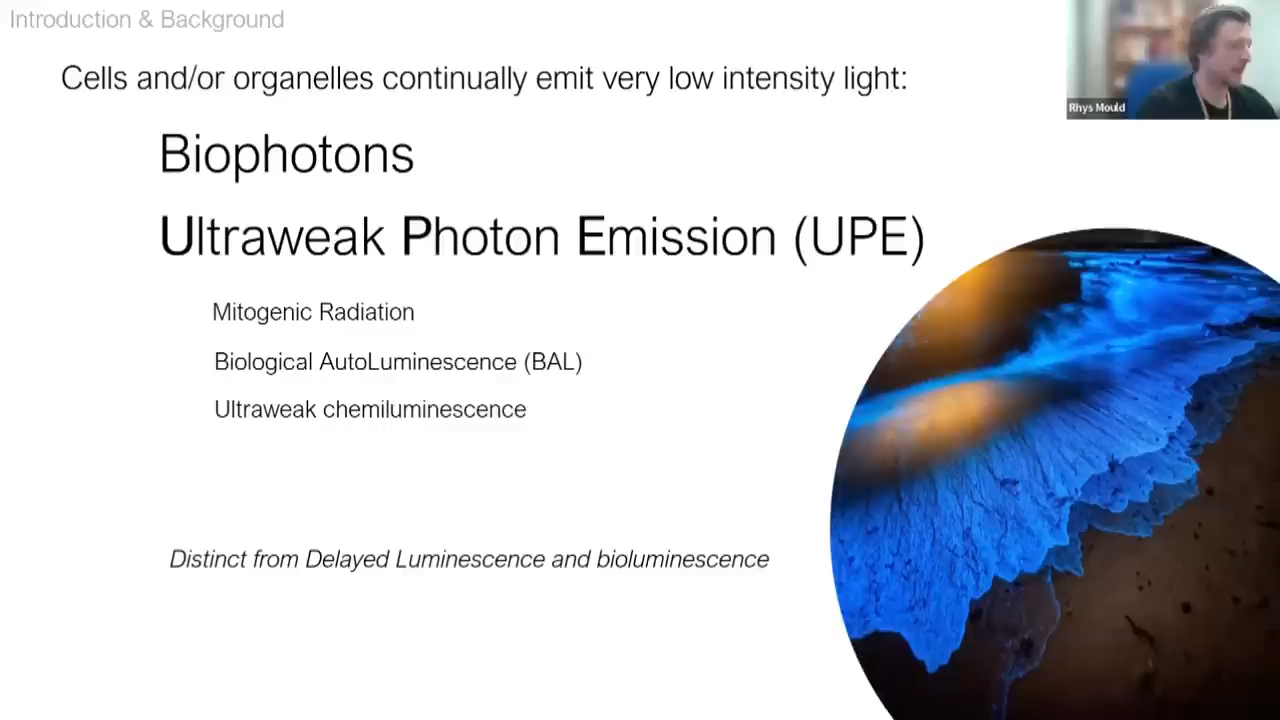 Introduction & Background
Rhys Mould
Cells and/or organelles continually emit very low intensity light:
Biophotons
Ultraweak Photon Emission (UPE)
Mitogenic Radiation
Biological AutoLuminescence (BAL)
Ultraweak chemiluminescence
Distinct from Delayed Luminescence and bioluminescence